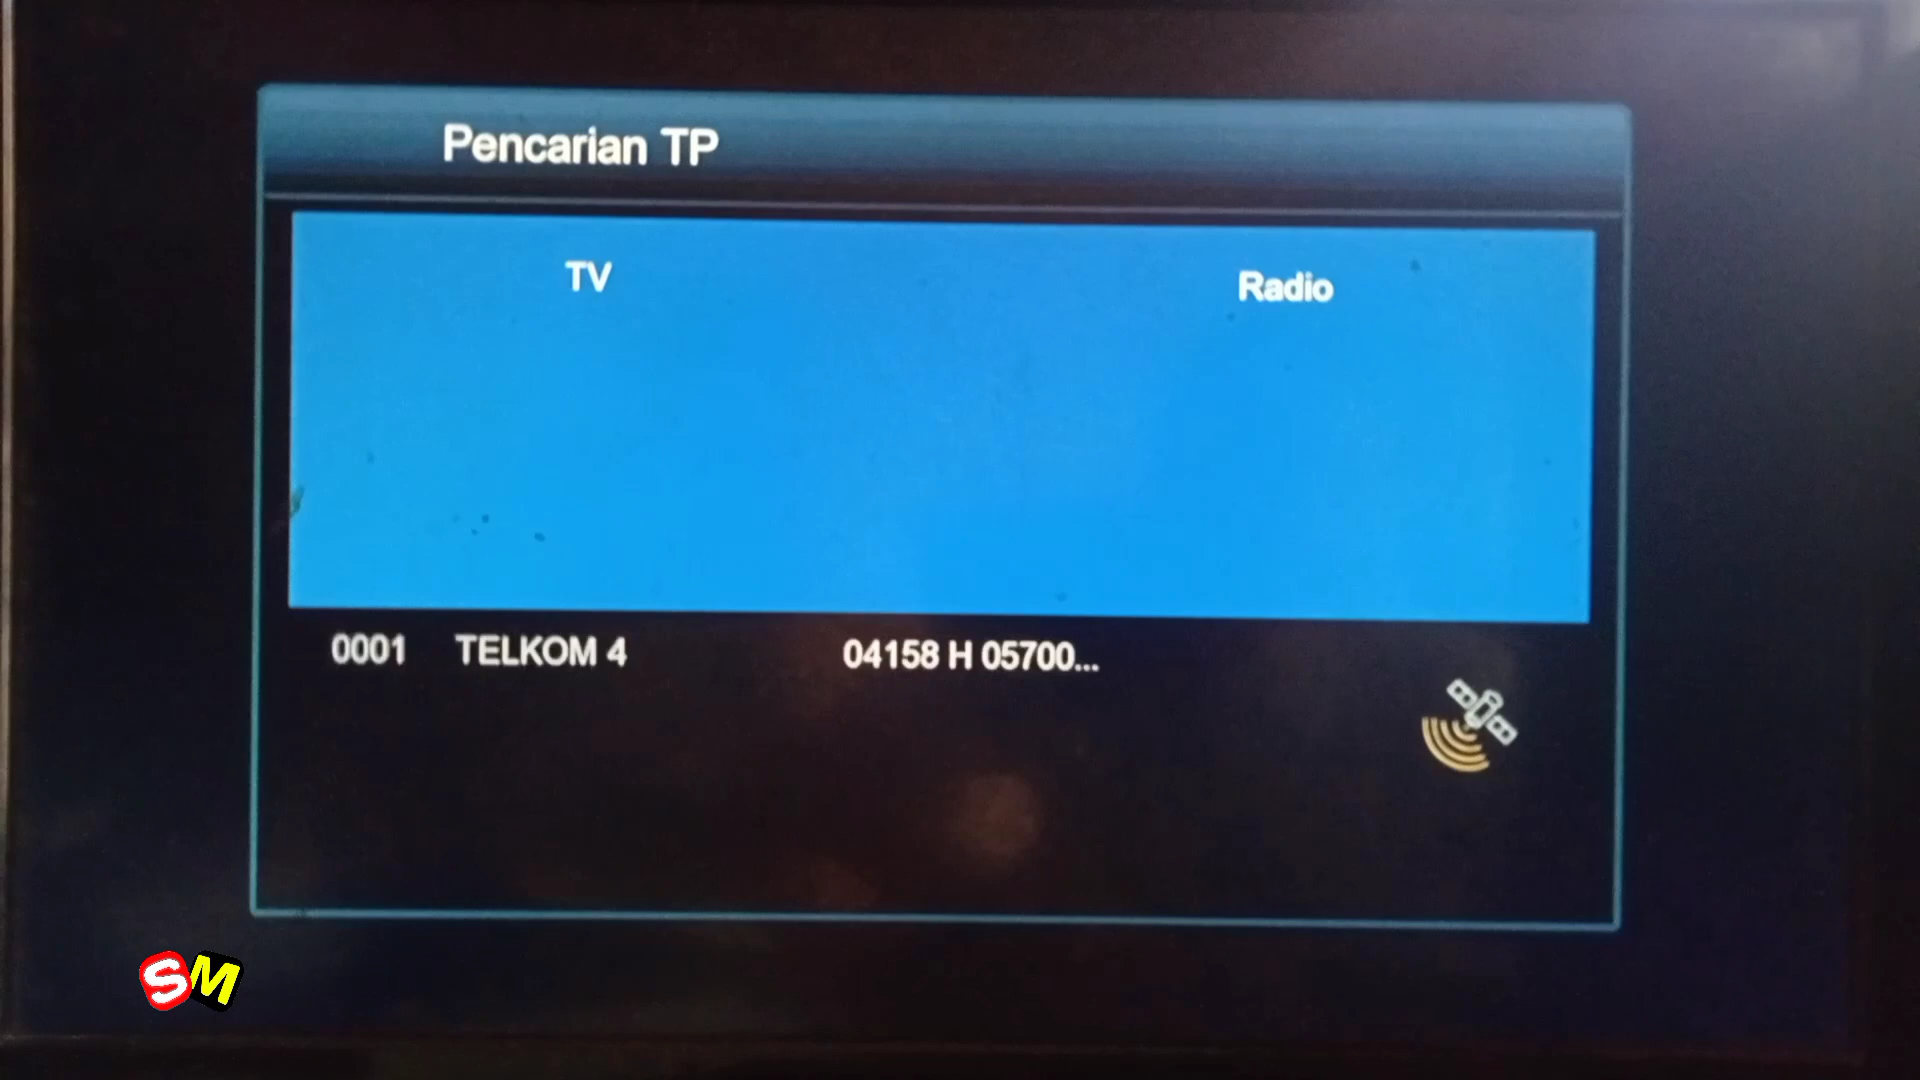 Pencarian TP
TV
Radio
0001 TELKOM 4 04158 H 05700...
SM